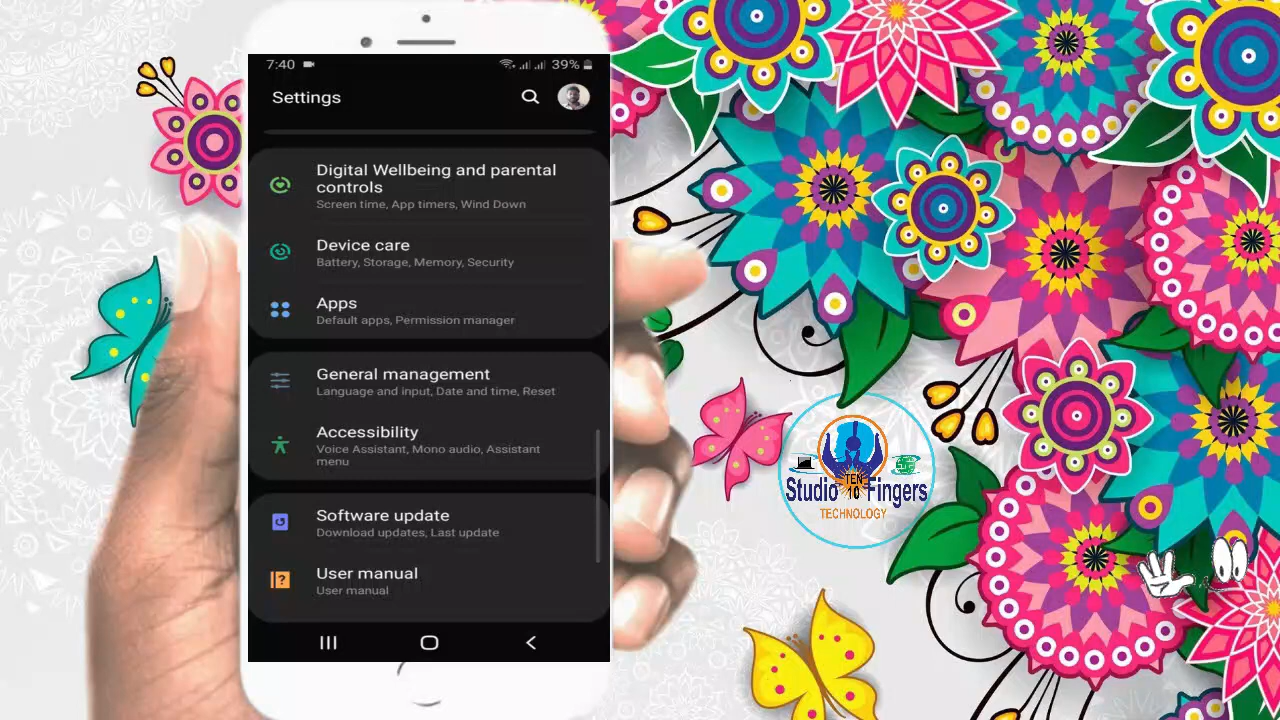 7:40
39%
Settings
Digital Wellbeing and parental
controls
Screen time, App timers, Wind Down
Device care
Battery, Storage, Memory, Security
Apps
Default apps, Permission manager
General management
Language and input, Date and time, Reset
Accessibility
Voice Assistant, Mono audio, Assistant
menu
Software update
Download updates, Last update
User manual
User manual
TEN
Studio 10 Fingers
TECHNOLOGY